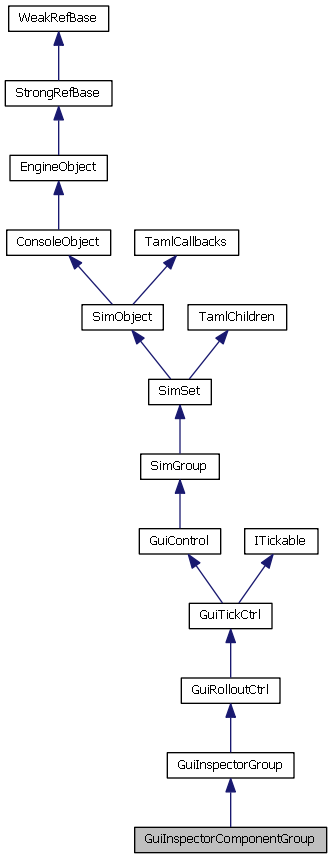 WeakRefBase
StrongRefBase
EngineObject
ConsoleObject
TamlCallbacks
SimObject
TamlChildren
SimSet
SimGroup
GuiControl
ITickable
GuiTickCtrl
GuiRolloutCtrl
GuiInspectorGroup
GuiInspectorComponentGroup